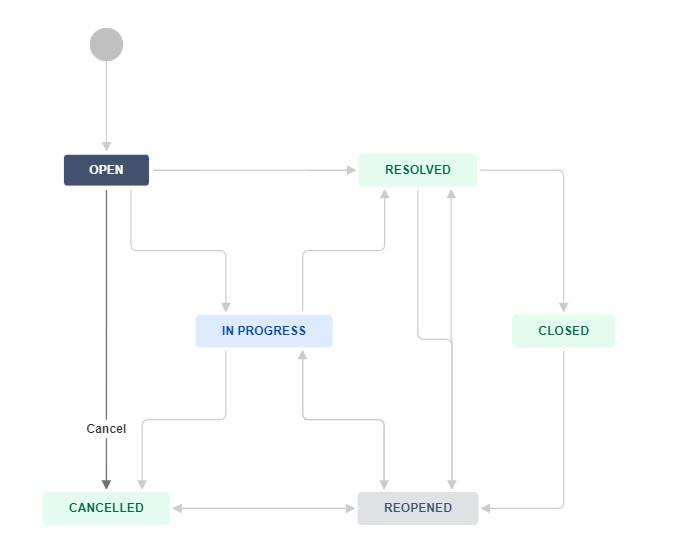 OPEN
RESOLVED
IN PROGRESS
CLOSED
Cancel
CANCELLED
REOPENED